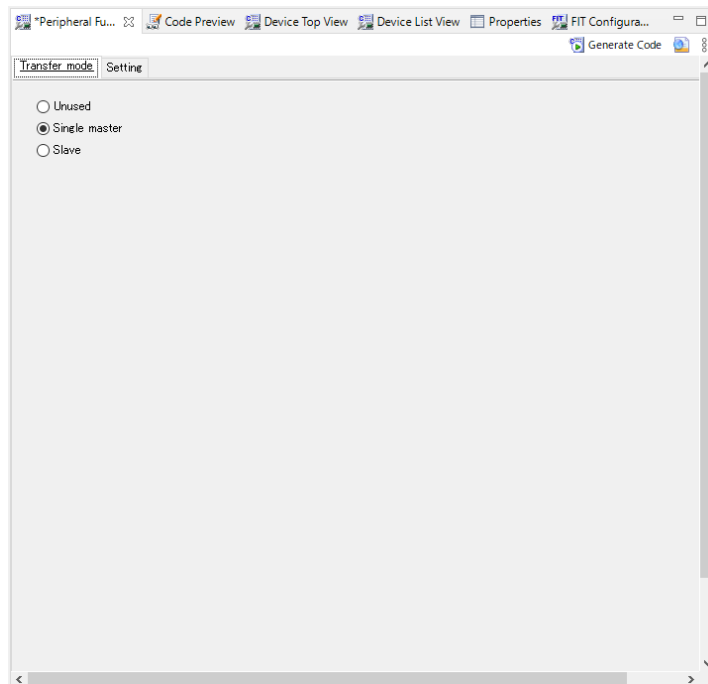 *Peripheral Fu... Code Preview Device Top View Device List View Properties FIT Configura...
Generate Code
Transfer mode Setting
Unused
Single master
Slave